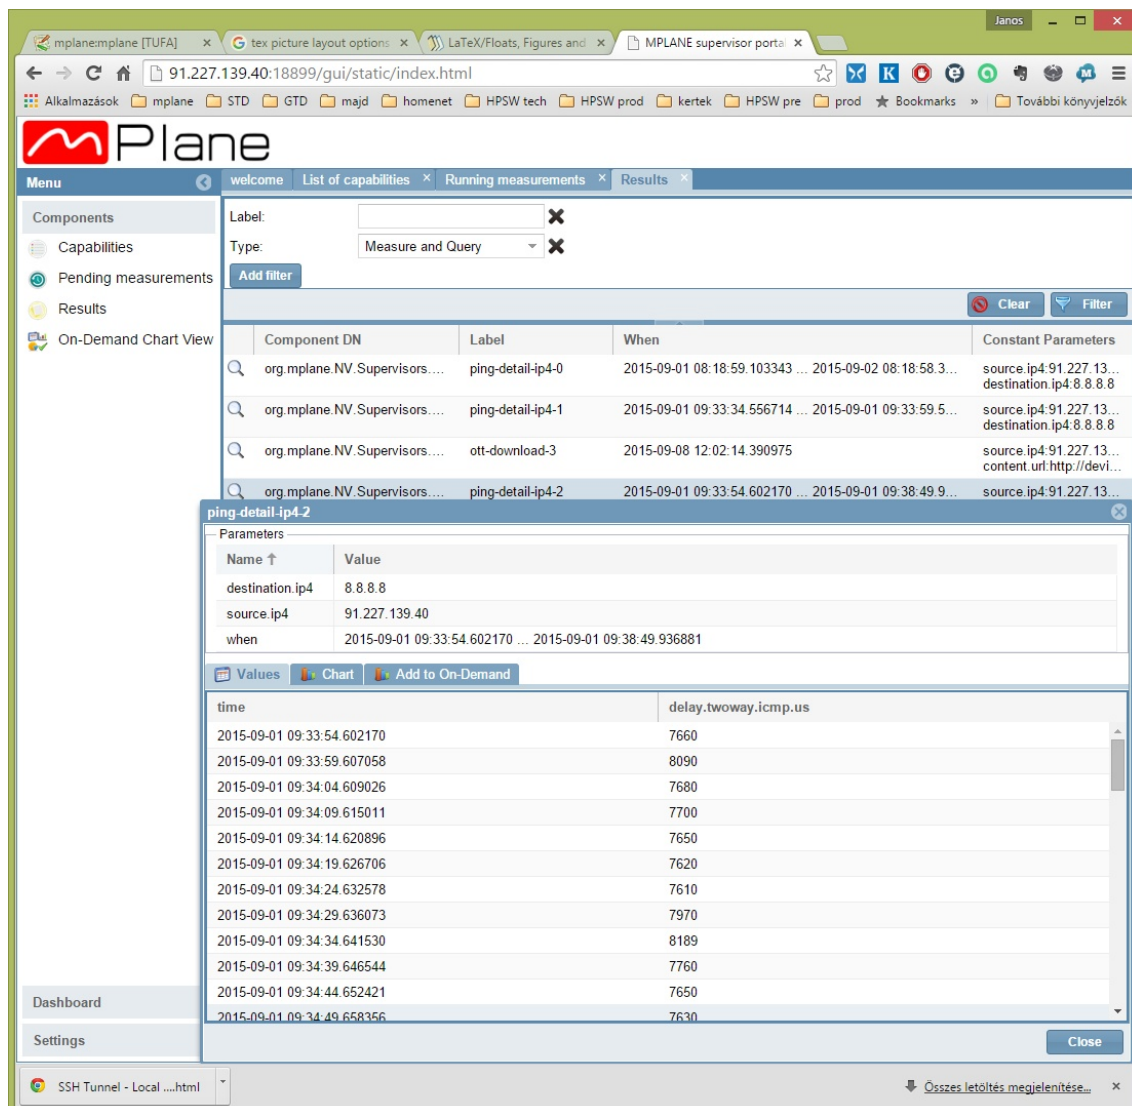 Janos
mplane:mplane [TUFA] × tex picture layout options × LaTeX/Floats, Figures and × MPLANE supervisor portal ×
91.227.139.40:18899/gui/static/index.html
Alkalmazások mplane STD GTD majd homenet HPSW tech HPSW prod kertek HPSW pre prod Bookmarks » További könyvjelzők
mPlane
Menu welcome List of capabilities × Running measurements × Results ×
Components
Capabilities
Pending measurements
Results
On-Demand Chart View
Label:
Type: Measure and Query
Add filter
Clear Filter
Component DN Label When Constant Parameters
org.mplane.NV.Supervisors.... ping-detail-ip4-0 2015-09-01 08:18:59.103343 ... 2015-09-02 08:18:58.3... source.ip4:91.227.13...
destination.ip4:8.8.8.8
org.mplane.NV.Supervisors.... ping-detail-ip4-1 2015-09-01 09:33:34.556714 ... 2015-09-01 09:33:59.5... source.ip4:91.227.13...
destination.ip4:8.8.8.8
org.mplane.NV.Supervisors.... ott-download-3 2015-09-08 12:02:14.390975 source.ip4:91.227.13...
content.url:http://devi...
org.mplane.NV.Supervisors.... ping-detail-ip4-2 2015-09-01 09:33:54.602170 ... 2015-09-01 09:38:49.9... source.ip4:91.227.13...
ping-detail-ip4-2
Parameters
Name Value
destination.ip4 8.8.8.8
source.ip4 91.227.139.40
when 2015-09-01 09:33:54.602170 ... 2015-09-01 09:38:49.936881
Values Chart Add to On-Demand
time delay.twoway.icmp.us
2015-09-01 09:33:54.602170 7660
2015-09-01 09:33:59.607058 8090
2015-09-01 09:34:04.609026 7680
2015-09-01 09:34:09.615011 7700
2015-09-01 09:34:14.620896 7650
2015-09-01 09:34:19.626706 7620
2015-09-01 09:34:24.632578 7610
2015-09-01 09:34:29.636073 7970
2015-09-01 09:34:34.641530 8189
2015-09-01 09:34:39.646544 7760
2015-09-01 09:34:44.652421 7650
2015-09-01 09:34:49.658356 7630
Dashboard
Settings
Close
SSH Tunnel - Local ....html Összes letöltés megjelenítése... ×